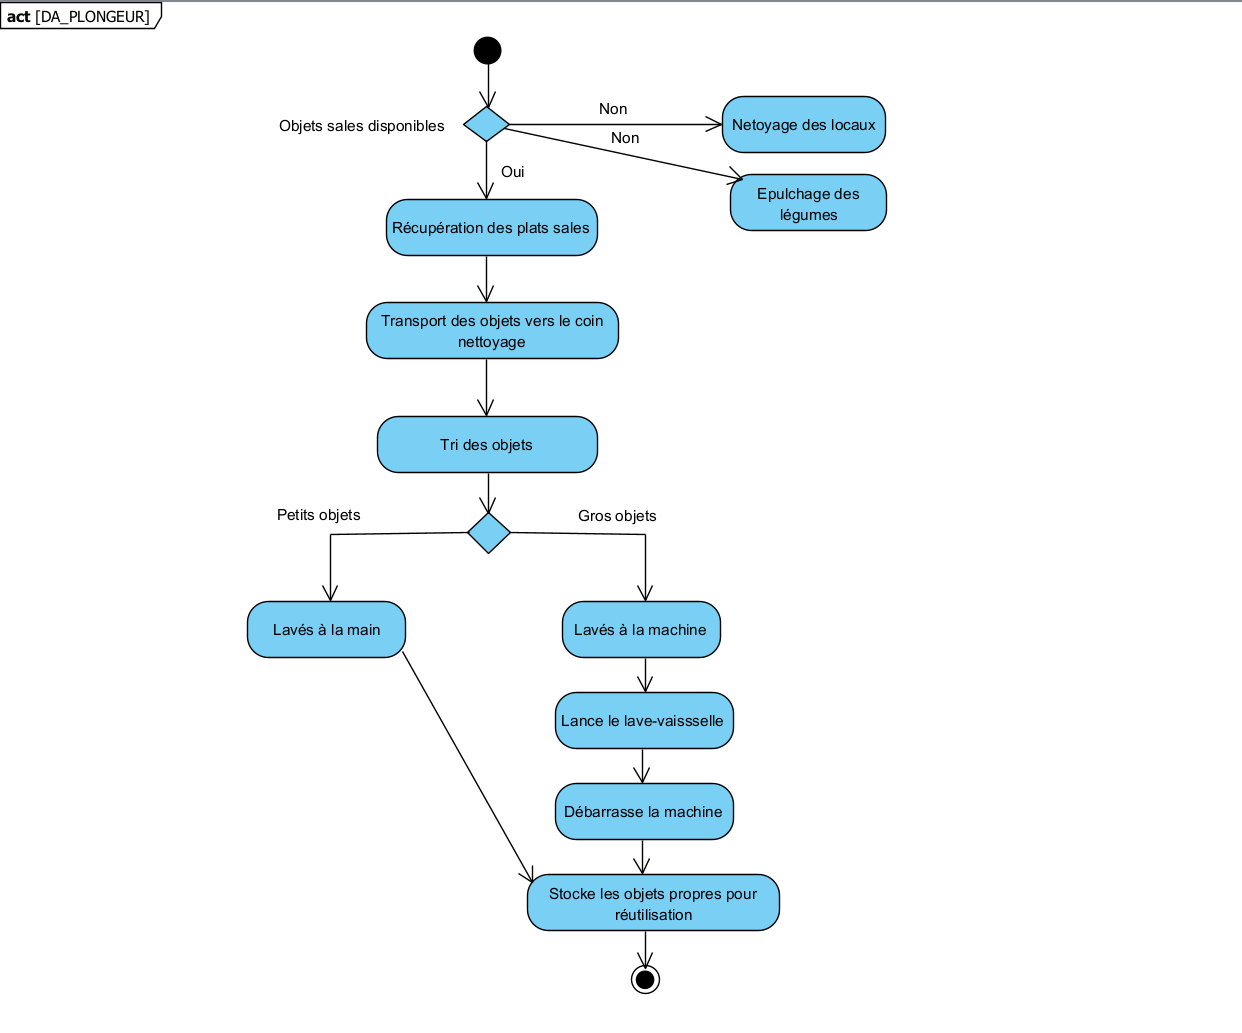 act [DA_PLONGEUR]
Objets sales disponibles
Non
Netoyage des locaux
Non
Oui
Epulchage des
légumes
Récupération des plats sales
Transport des objets vers le coin
nettoyage
Tri des objets
Petits objets
Gros objets
Lavés à la main
Lavés à la machine
Lance le lave-vaissselle
Débarrasse la machine
Stocke les objets propres pour
réutilisation